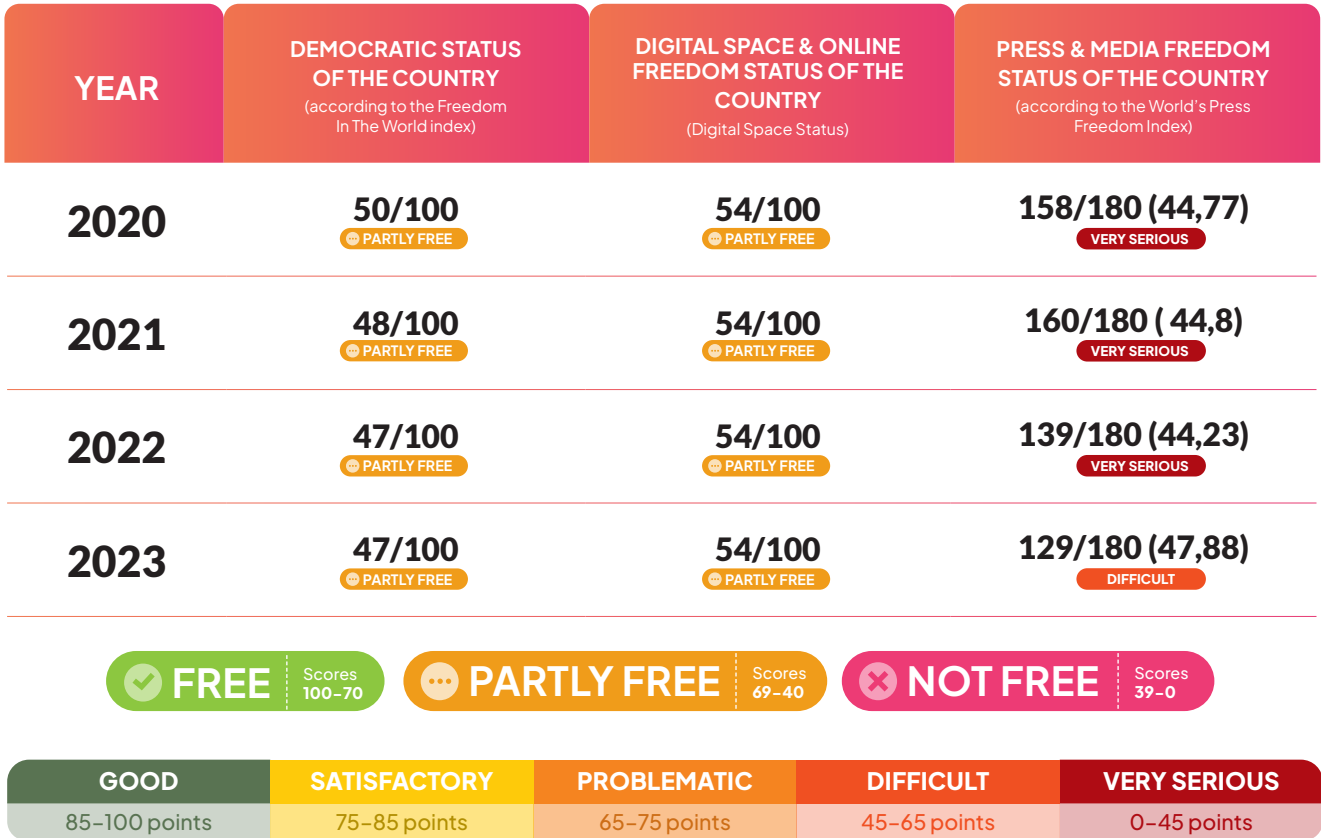 YEAR
DEMOCRATIC STATUS
OF THE COUNTRY
(according to the Freedom
In The World index)
DIGITAL SPACE & ONLINE
FREEDOM STATUS OF THE
COUNTRY
(Digital Space Status)
PRESS & MEDIA FREEDOM
STATUS OF THE COUNTRY
(according to the World's Press
Freedom Index)
2020
50/100
PARTLY FREE
54/100
PARTLY FREE
158/180 (44,77)
VERY SERIOUS
2021
48/100
PARTLY FREE
54/100
PARTLY FREE
160/180 ( 44,8)
VERY SERIOUS
2022
47/100
PARTLY FREE
54/100
PARTLY FREE
139/180 (44,23)
VERY SERIOUS
2023
47/100
PARTLY FREE
54/100
PARTLY FREE
129/180 (47,88)
DIFFICULT
FREE
Scores
100-70
PARTLY FREE
Scores
69-40
NOT FREE
Scores
39-0
GOOD
85-100 points
SATISFACTORY
75-85 points
PROBLEMATIC
65-75 points
DIFFICULT
45-65 points
VERY SERIOUS
0-45 points